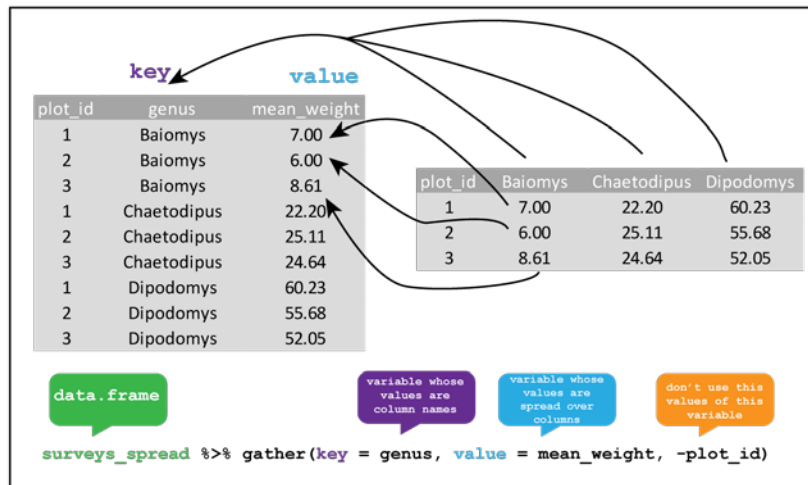 key
value
plot_id genus mean_weight
1 Baiomys 7.00
2 Baiomys 6.00
3 Baiomys 8.61
1 Chaetodipus 22.20
2 Chaetodipus 25.11
3 Chaetodipus 24.64
1 Dipodomys 60.23
2 Dipodomys 55.68
3 Dipodomys 52.05
plot_id Baiomys Chaetodipus Dipodomys
1 7.00 22.20 60.23
2 6.00 25.11 55.68
3 8.61 24.64 52.05
data.frame
variable whose
values are
column names
variable whose
values are
spread over
columns
don't use this
values of this
variable
surveys_spread %>% gather(key = genus, value = mean_weight, -plot_id)